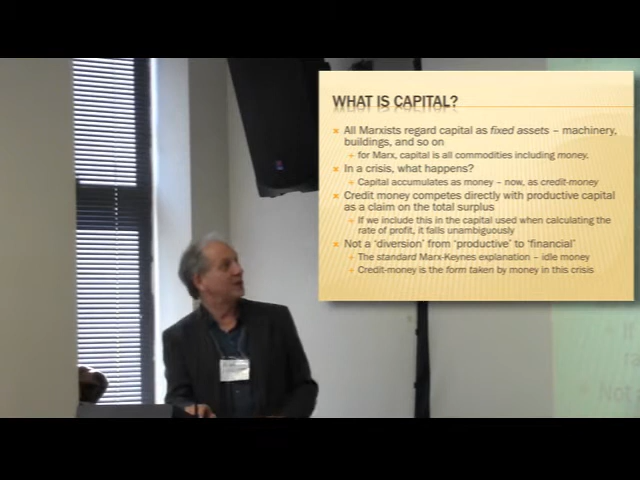 WHAT IS CAPITAL?
All Marxists regard capital as fixed assets – machinery,
buildings, and so on
for Marx, capital is all commodities including money.
In a crisis, what happens?
Capital accumulates as money – now, as credit-money
Credit money competes directly with productive capital
as a claim on the total surplus
If we include this in the capital used when calculating the
rate of profit, it falls unambiguously
Not a ‘diversion’ from ‘productive’ to ‘financial’
The standard Marx-Keynes explanation – idle money
Credit-money is the form taken by money in this crisis